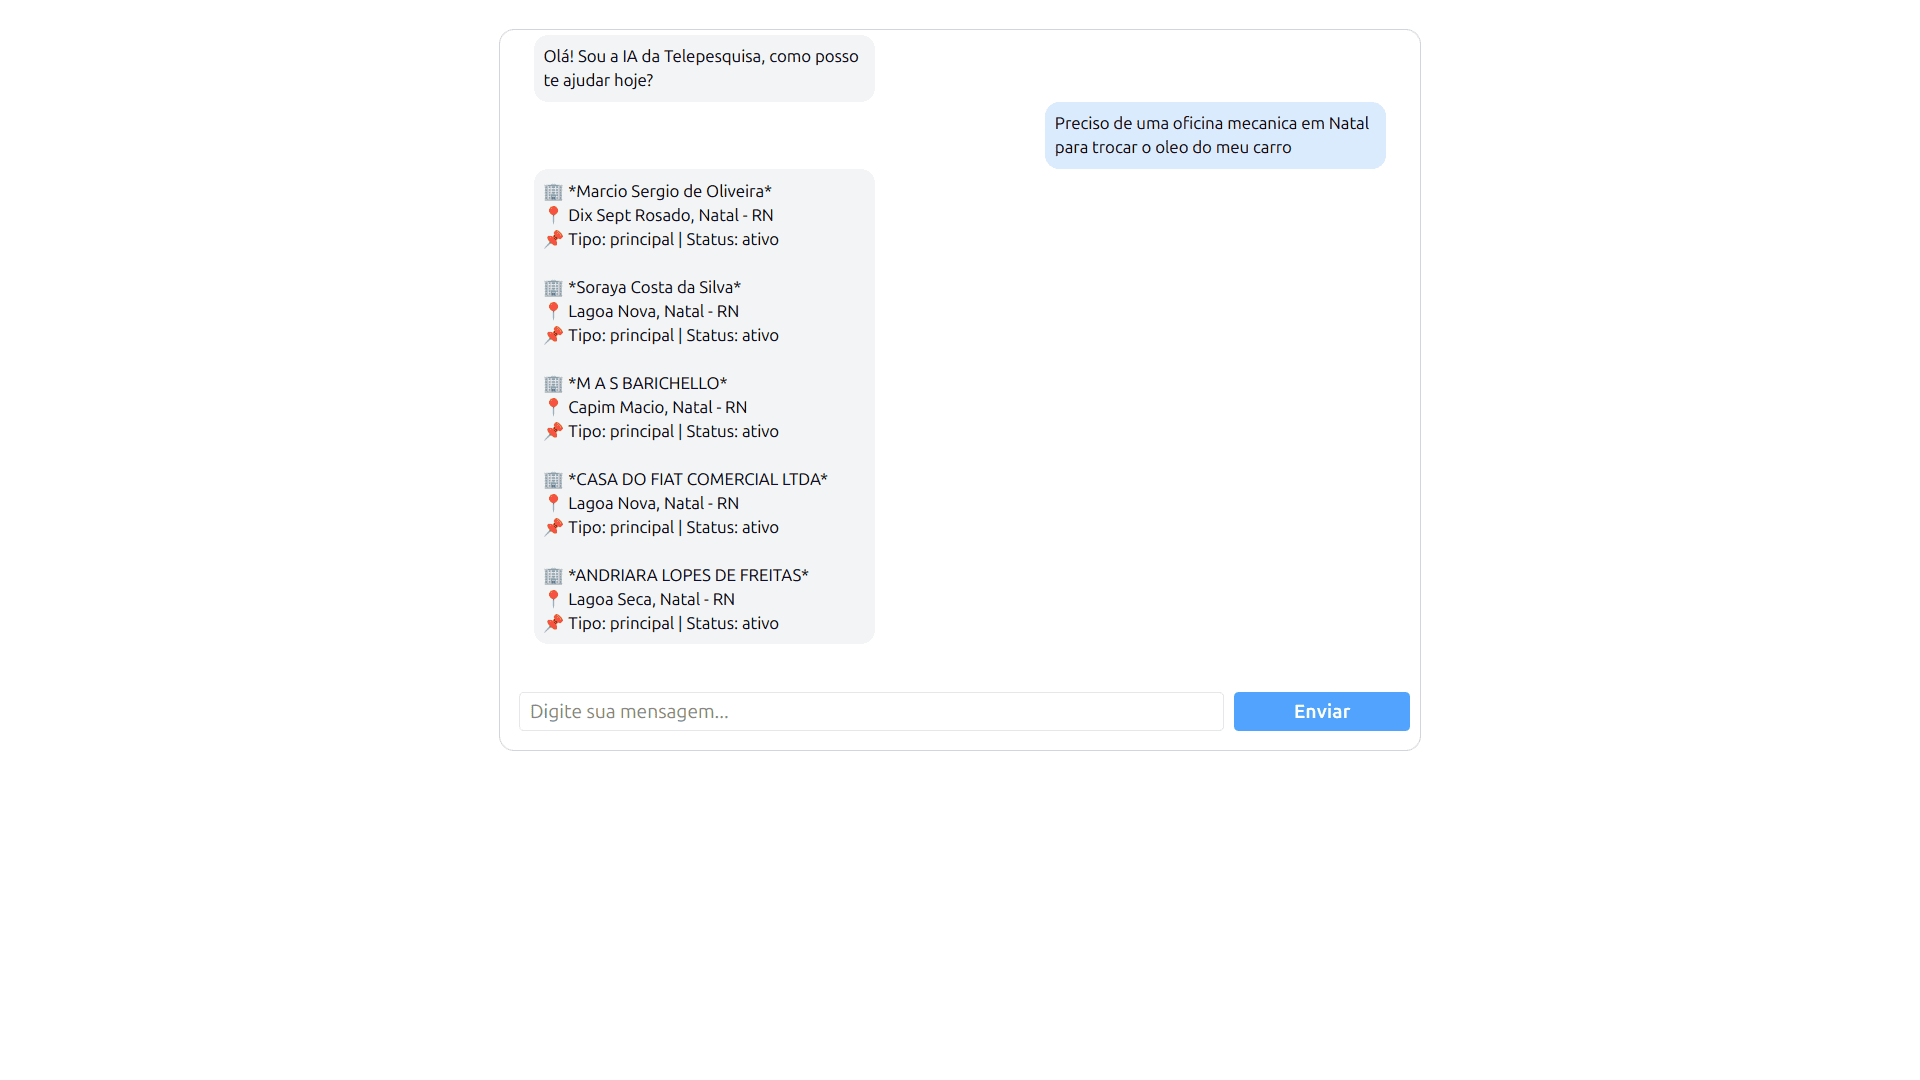 Olá! Sou a IA da Telepesquisa, como posso
te ajudar hoje?
Preciso de uma oficina mecanica em Natal
para trocar o oleo do meu carro
🏢 *Marcio Sergio de Oliveira*
📍 Dix Sept Rosado, Natal - RN
📌 Tipo: principal | Status: ativo
🏢 *Soraya Costa da Silva*
📍 Lagoa Nova, Natal - RN
📌 Tipo: principal | Status: ativo
🏢 *M A S BARICHELLO*
📍 Capim Macio, Natal - RN
📌 Tipo: principal | Status: ativo
🏢 *CASA DO FIAT COMERCIAL LTDA*
📍 Lagoa Nova, Natal - RN
📌 Tipo: principal | Status: ativo
🏢 *ANDRIARA LOPES DE FREITAS*
📍 Lagoa Seca, Natal - RN
📌 Tipo: principal | Status: ativo
Digite sua mensagem...
Enviar